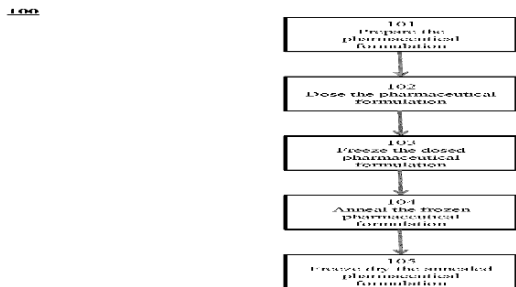 100
101
Prepare the
pharmaceutical
formulation
102
Dose the pharmaceutical
formulation
103
Freeze the dosed
pharmaceutical
formulation
104
Anneal the frozen
pharmaceutical
formulation
105
Freeze dry the annealed
pharmaceutical
formulation